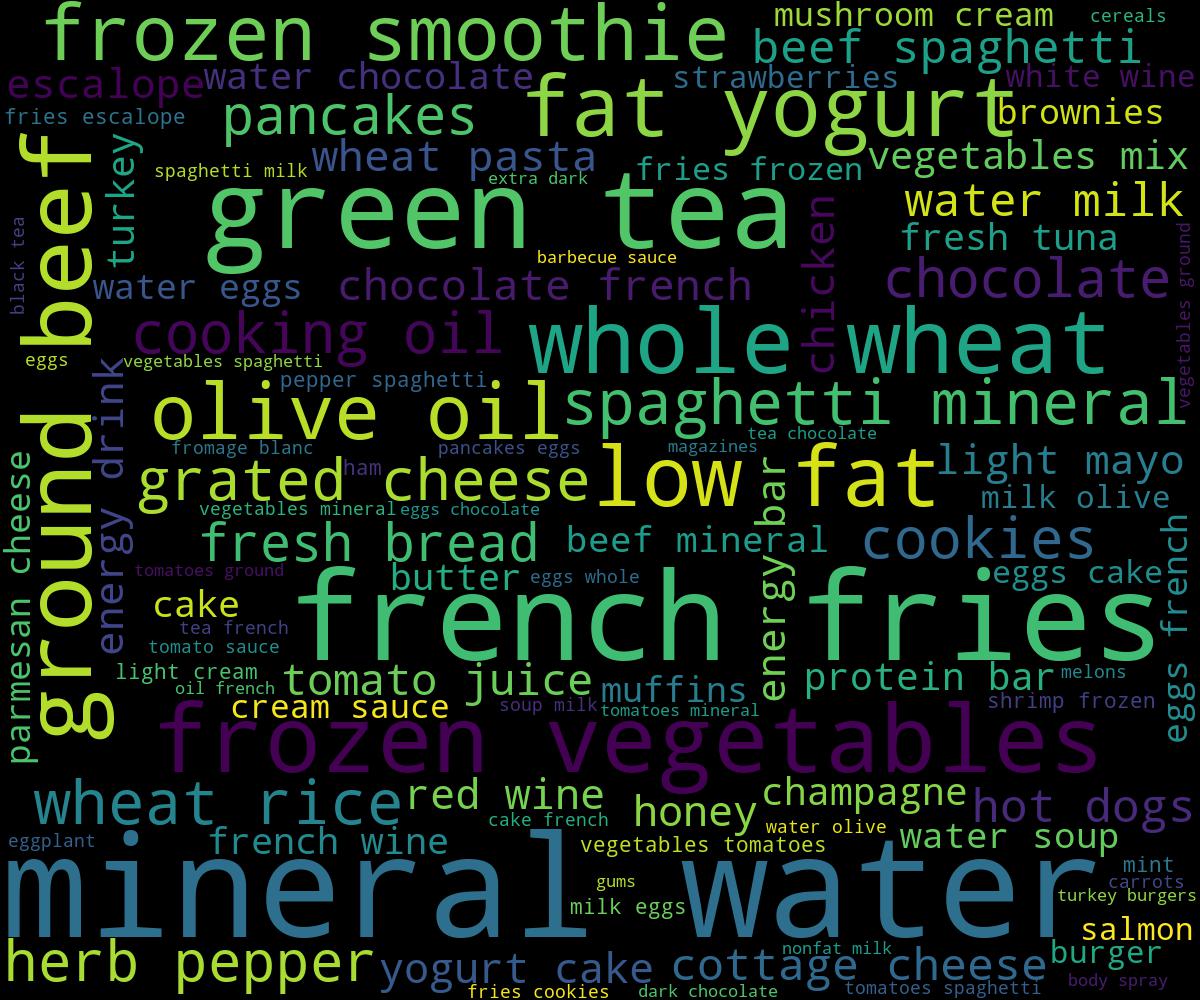 frozen smoothie
mushroom cream
cereals
beef spaghetti
escalope
water chocolate
strawberries
white wine
fries escalope
pancakes
fat yogurt
brownies
turkey
spaghetti milk
wheat pasta
extra dark
fries frozen
vegetables mix
green tea
water milk
black tea
ground beef
barbecue sauce
chicken
fresh tuna
vegetables ground
water eggs
chocolate french
chocolate
cooking oil
whole wheat
eggs
vegetables spaghetti
energy drink
pepper spaghetti
olive oil
spaghetti mineral
fromage blanc
pancakes eggs
magazines
tea chocolate
parmesan cheese
grated cheese
ham
low fat
light mayo
energy bar
milk olive
vegetables mineral
eggs chocolate
fresh bread
beef mineral
cookies
eggs french
tomatoes ground
butter
eggs whole
eggs cake
cake
french fries
tea french
tomato sauce
light cream
oil french
tomato juice
muffins
protein bar
melons
cream sauce
soup milk
tomatoes mineral
shrimp frozen
frozen vegetables
wheat rice
red wine
cake french
honey
champagne
hot dogs
eggplant
french wine
water olive
vegetables tomatoes
water soup
mineral water
gums
milk eggs
mint
carrots
turkey burgers
salmon
herb pepper
yogurt cake
cottage cheese
nonfat milk
burger
fries cookies
dark chocolate
tomatoes spaghetti
body spray